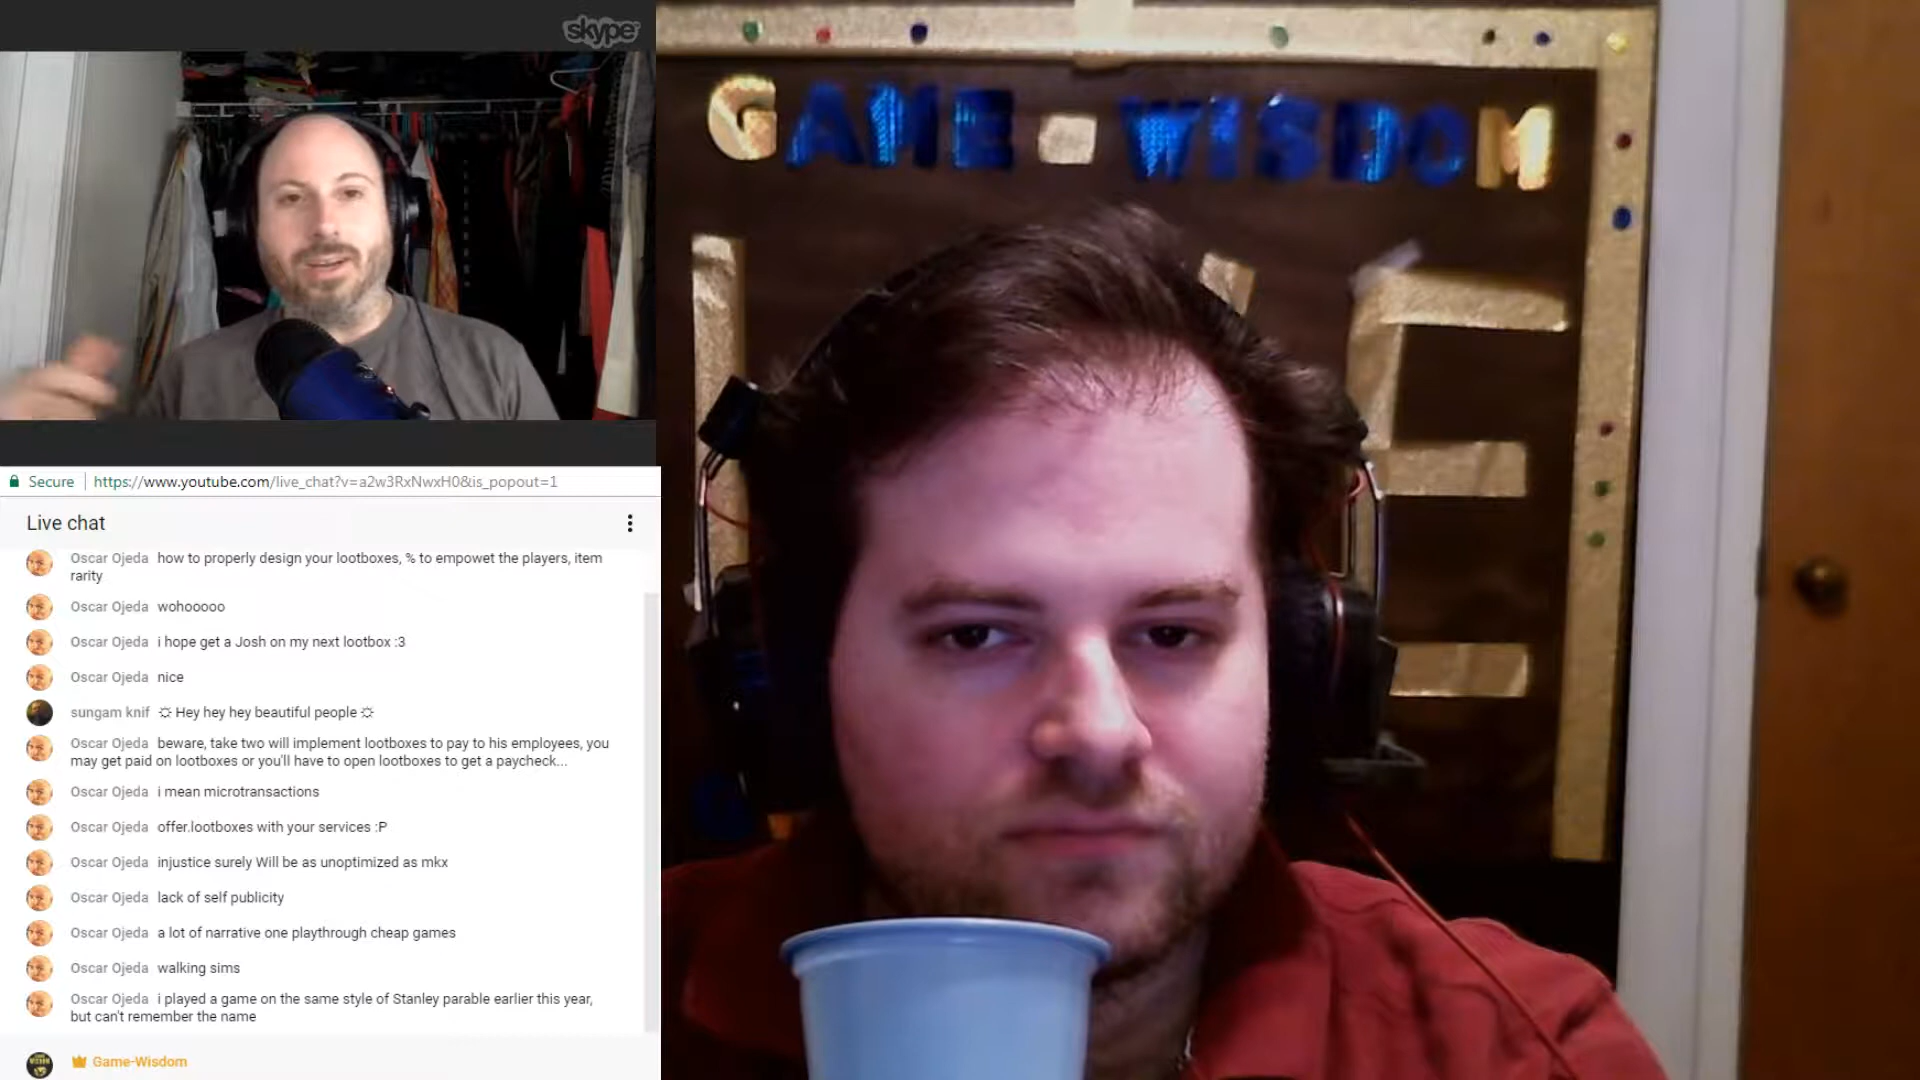 skype
GAME-WISDOM
LIVE
Secure https://www.youtube.com/live_chat?v=a2w3RxNwxH0&is_popout=1
Live chat
Oscar Ojeda how to properly design your lootboxes, % to empowet the players, item
rarity
Oscar Ojeda wohooooo
Oscar Ojeda i hope get a Josh on my next lootbox :3
Oscar Ojeda nice
sungam knif ☼ Hey hey hey beautiful people ☼
Oscar Ojeda beware, take two will implement lootboxes to pay to his employees, you
may get paid on lootboxes or you'll have to open lootboxes to get a paycheck...
Oscar Ojeda i mean microtransactions
Oscar Ojeda offer.lootboxes with your services :P
Oscar Ojeda injustice surely Will be as unoptimized as mkx
Oscar Ojeda lack of self publicity
Oscar Ojeda a lot of narrative one playthrough cheap games
Oscar Ojeda walking sims
Oscar Ojeda i played a game on the same style of Stanley parable earlier this year,
but can't remember the name
Game-Wisdom